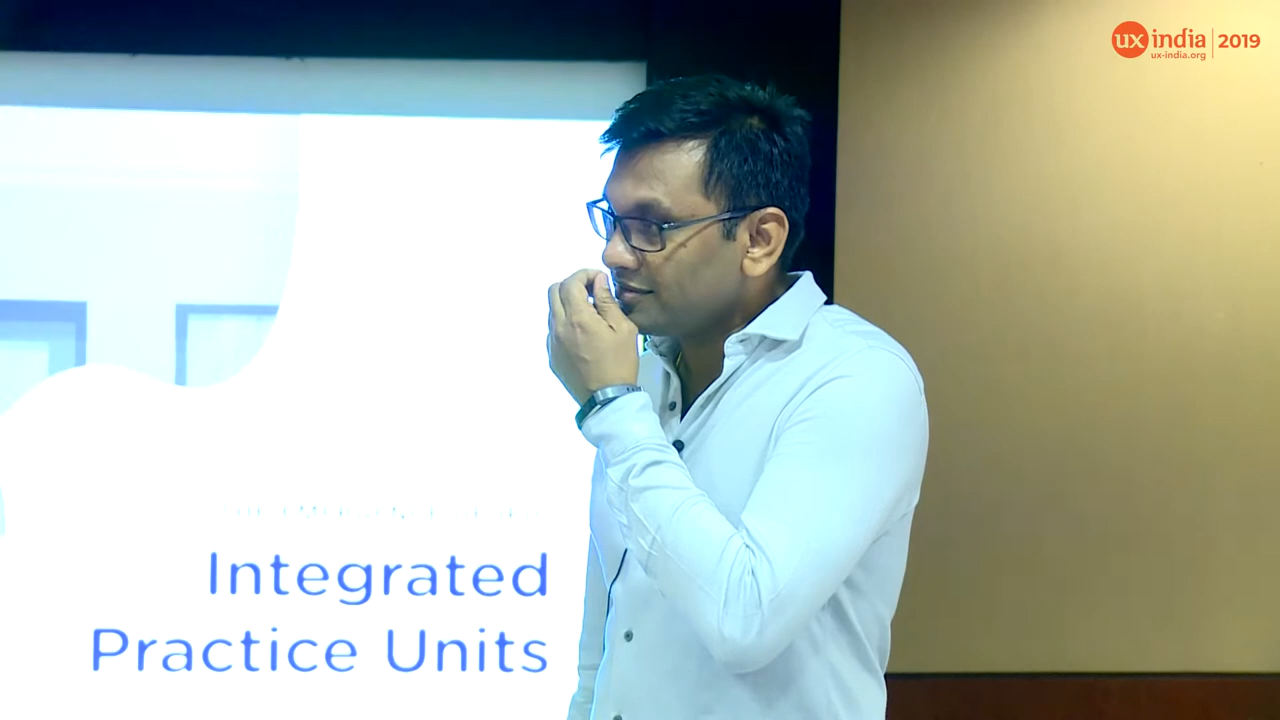 ux india | 2019
ux-india.org
Integrated
Practice Units